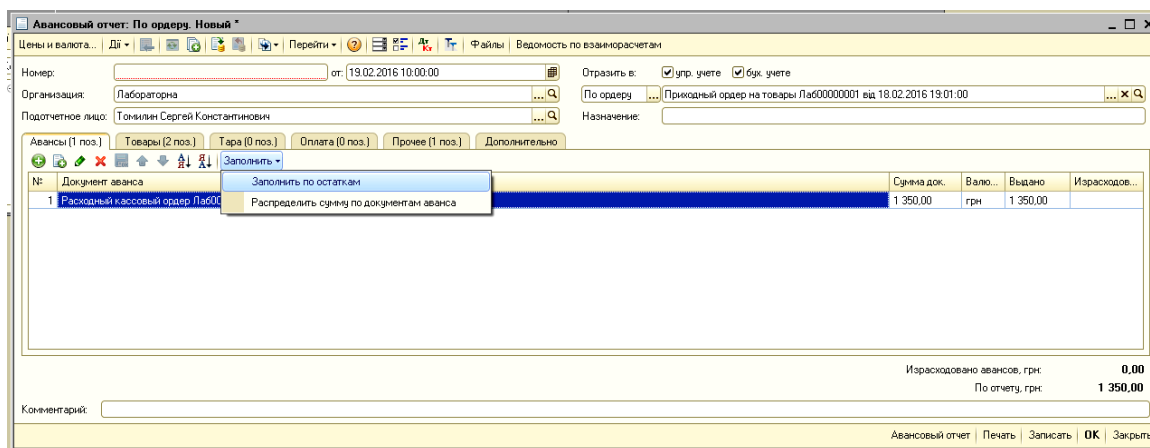 Авансовый отчет: По ордеру. Новый *
Цены и валюта... Дії Перейти Файлы Ведомость по взаиморасчетам
Номер: от: 19.02.2016 10:00:00 Отразить в: упр. учете бух. учете
Организация: Лабораторна ... По ордеру ... Приходный ордер на товары Лаб00000001 від 18.02.2016 19:01:00 ...
Подотчетное лицо: Томилин Сергей Константинович ... Назначение:
Авансы (1 поз.) Товары (2 поз.) Тара (0 поз.) Оплата (0 поз.) Прочее (1 поз.) Дополнительно
Заполнить
№ Документ аванса Заполнить по остаткам Сумма док. Валю... Выдано Израсходов...
1 Расходный кассовый ордер Распределить сумму по документам аванса 1 350,00 грн 1 350,00
Израсходовано авансов, грн: 0,00
По отчету, грн: 1 350,00
Комментарий:
Авансовый отчет Печать Записать OK Закрыть